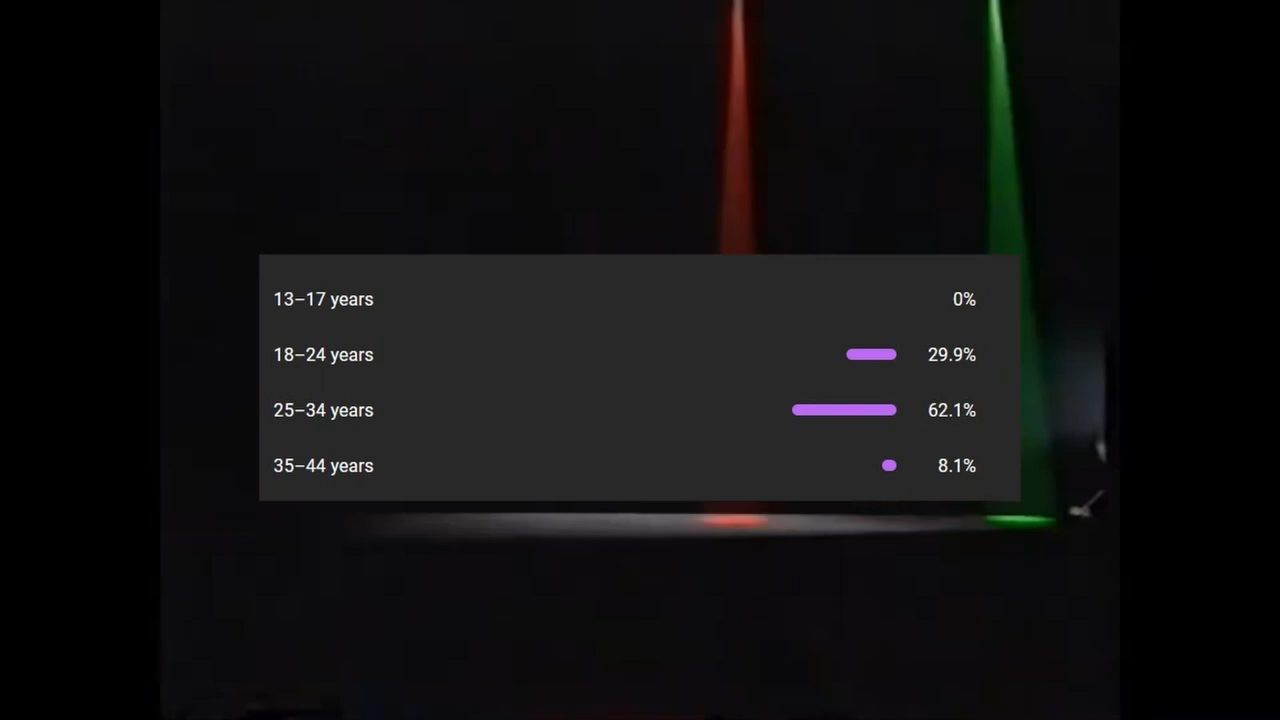 13–17 years 0%
18–24 years 29.9%
25–34 years 62.1%
35–44 years 8.1%